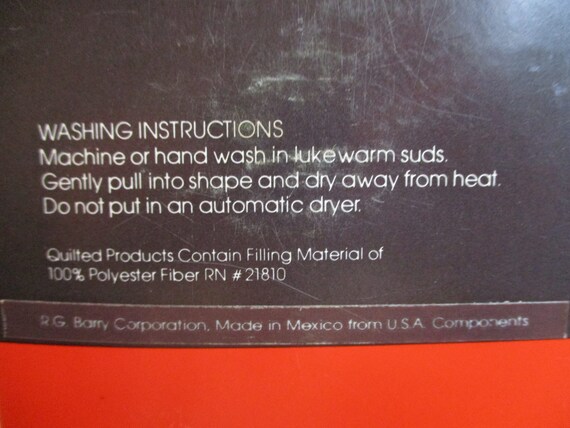 WASHING INSTRUCTIONS
Machine or hand wash in lukewarm suds.
Gently pull into shape and dry away from heat.
Do not put in an automatic dryer.
Quilted Products Contain Filling Material of
100% Polyester Fiber RN #21810
R.G. Barry Corporation, Made in Mexico from U.S.A. Components